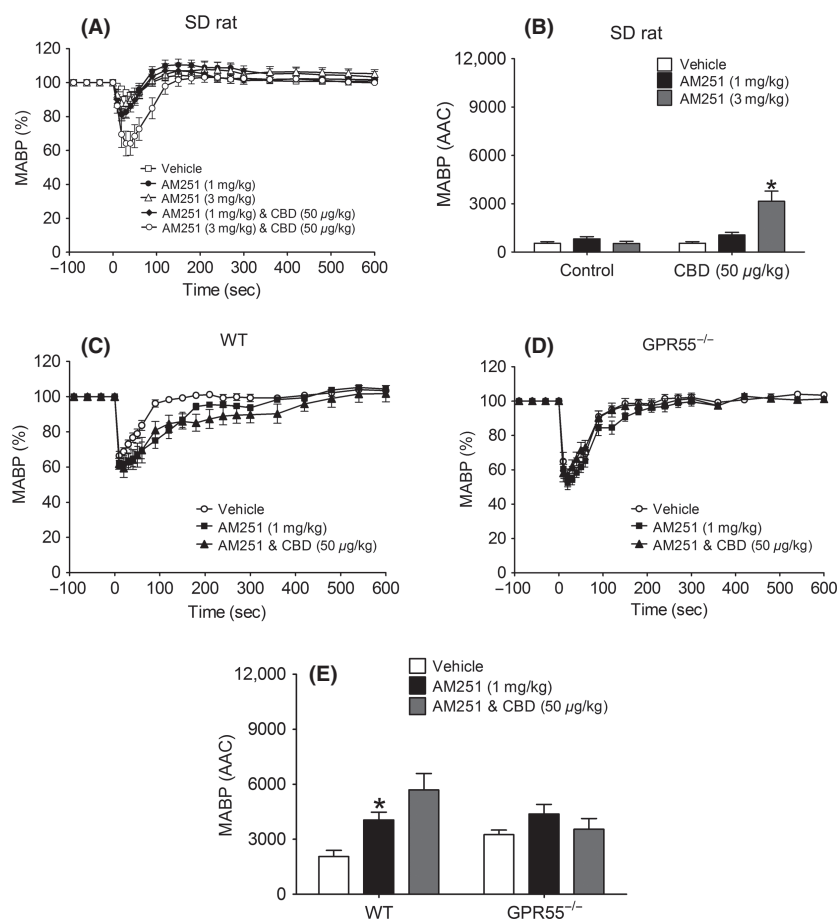 (A)
SD rat
MABP (%)
120
100
80
60
40
20
0
Vehicle
AM251 (1 mg/kg)
AM251 (3 mg/kg)
AM251 (1 mg/kg) & CBD (50 µg/kg)
AM251 (3 mg/kg) & CBD (50 µg/kg)
−100 0 100 200 300 400 500 600
Time (sec)
(B)
SD rat
MABP (AAC)
12,000
9000
6000
3000
0
Vehicle
AM251 (1 mg/kg)
AM251 (3 mg/kg)
*
Control CBD (50 µg/kg)
(C)
WT
MABP (%)
120
100
80
60
40
20
0
Vehicle
AM251 (1 mg/kg)
AM251 & CBD (50 µg/kg)
−100 0 100 200 300 400 500 600
Time (sec)
(D)
GPR55⁻/⁻
MABP (%)
120
100
80
60
40
20
0
Vehicle
AM251 (1 mg/kg)
AM251 & CBD (50 µg/kg)
−100 0 100 200 300 400 500 600
Time (sec)
(E)
MABP (AAC)
12,000
9000
6000
3000
0
Vehicle
AM251 (1 mg/kg)
AM251 & CBD (50 µg/kg)
*
WT GPR55⁻/⁻